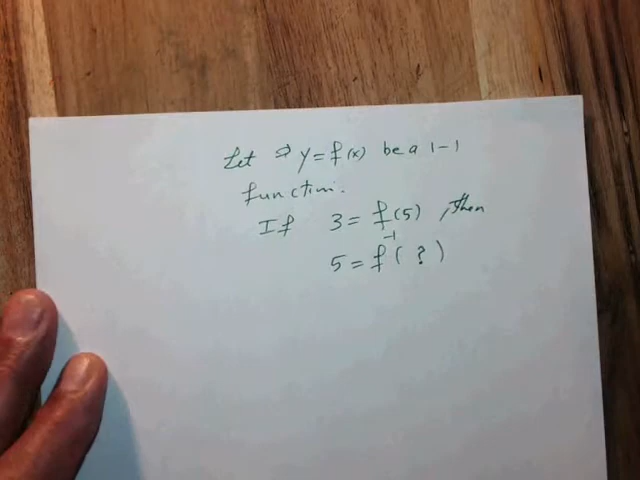 Let y=f(x) be a 1-1
function.
If 3 = f(5), then
5 = f⁻¹(?)